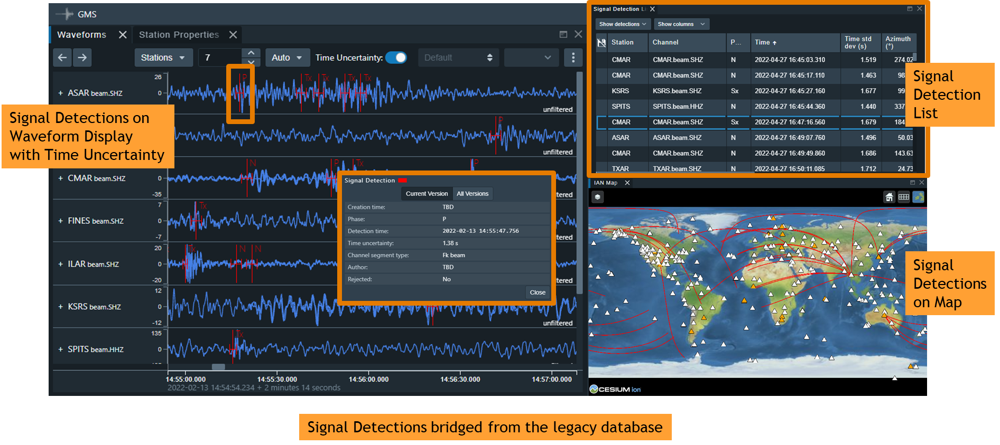 GMS
Waveforms
Station Properties
Stations
7
Auto
Time Uncertainty:
Default
26
P
Tx
Tx
Tx
Tx
+ ASAR beam.SHZ
0
unfiltered
P
unfiltered
N
P
Tx
P
+ CMAR beam.SHZ
0
-35
ltered
7
Tx
+ FINES beam.SHZ
0
-7
ltered
20
Tx
N
N
+ ILAR beam.SHZ
0
-20
ltered
12
+ KSRS beam.SHZ
0
-12
unfiltered
135
Tx
+ SPITS beam.HHZ
0
14:55:00.000
14:55:30.000
14:56:00.000
14:56:30.000
14:57:00.000
2022-02-13 14:54:54.234 + 2 minutes 14 seconds
Signal Detections on
Waveform Display
with Time Uncertainty
Signal Detection
Current Version
All Versions
Creation time: TBD
Phase: P
Detection time: 2022-02-13 14:55:47.756
Time uncertainty: 1.38 s
Channel segment type: Fk beam
Author: TBD
Rejected: No
Close
Signal Detection Li
Show detections
Show columns
Station Channel P... Time Time std dev (s) Azimuth (°)
CMAR CMAR.beam.SHZ N 2022-04-27 16:45:03.310 1.519 274.02
CMAR CMAR.beam.SHZ N 2022-04-27 16:45:17.110 1.463 98
KSRS KSRS.beam.SHZ Sx 2022-04-27 16:45:27.160 1.677 99
SPITS SPITS.beam.HHZ N 2022-04-27 16:45:44.360 1.440 337
CMAR CMAR.beam.SHZ Sx 2022-04-27 16:47:16.560 1.679 184
ASAR ASAR.beam.SHZ N 2022-04-27 16:49:07.760 1.496 50.03
CMAR CMAR.beam.SHZ N 2022-04-27 16:49:49.860 1.686 143.63
TXAR TXAR.beam.SHZ N 2022-04-27 16:50:11.085 1.712 24.73
Signal
Detection
List
IAN Map
CESIUM ion
Signal
Detections
on Map
Signal Detections bridged from the legacy database